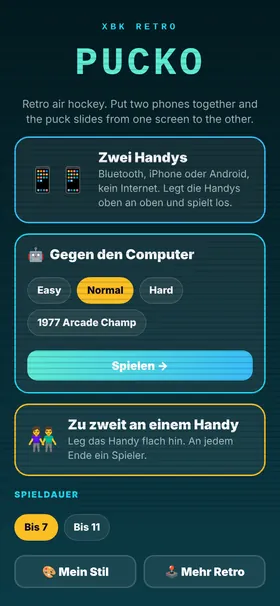 XBK RETRO
PUCKO
Retro air hockey. Put two phones together and
the puck slides from one screen to the other.
Zwei Handys
Bluetooth, iPhone oder Android,
kein Internet. Legt die Handys
oben an oben und spielt los.
Gegen den Computer
Easy
Normal
Hard
1977 Arcade Champ
Spielen →
Zu zweit an einem Handy
Leg das Handy flach hin. An jedem
Ende ein Spieler.
SPIELDAUER
Bis 7
Bis 11
Mein Stil
Mehr Retro